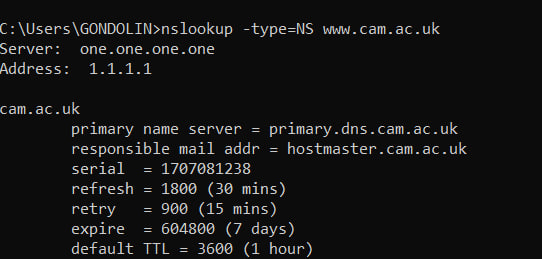 C:\Users\GONDOLIN>nslookup -type=NS www.cam.ac.uk
Server:  one.one.one.one
Address:  1.1.1.1

cam.ac.uk
        primary name server = primary.dns.cam.ac.uk
        responsible mail addr = hostmaster.cam.ac.uk
        serial  = 1707081238
        refresh = 1800 (30 mins)
        retry   = 900 (15 mins)
        expire  = 604800 (7 days)
        default TTL = 3600 (1 hour)